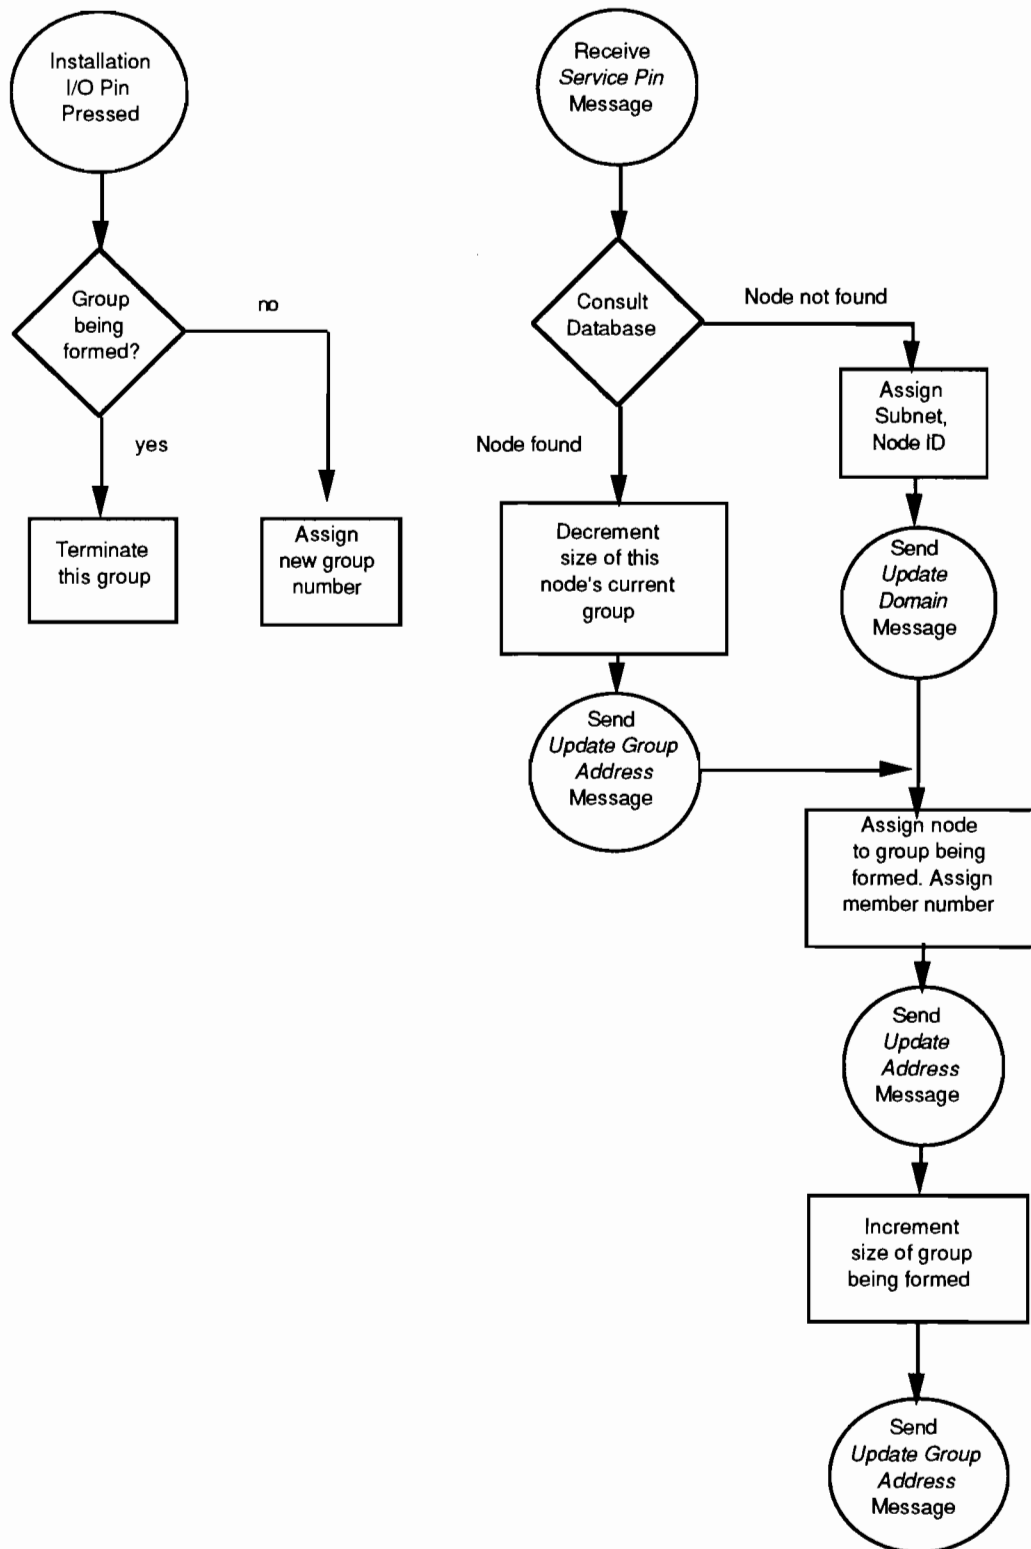 Installation
I/O Pin
Pressed
Group
being
formed?
no
yes
Terminate
this group
Assign
new group
number
Receive
Service Pin
Message
Consult
Database
Node not found
Node found
Assign
Subnet,
Node ID
Decrement
size of this
node's current
group
Send
Update
Domain
Message
Send
Update Group
Address
Message
Assign node
to group being
formed. Assign
member number
Send
Update
Address
Message
Increment
size of group
being formed
Send
Update Group
Address
Message